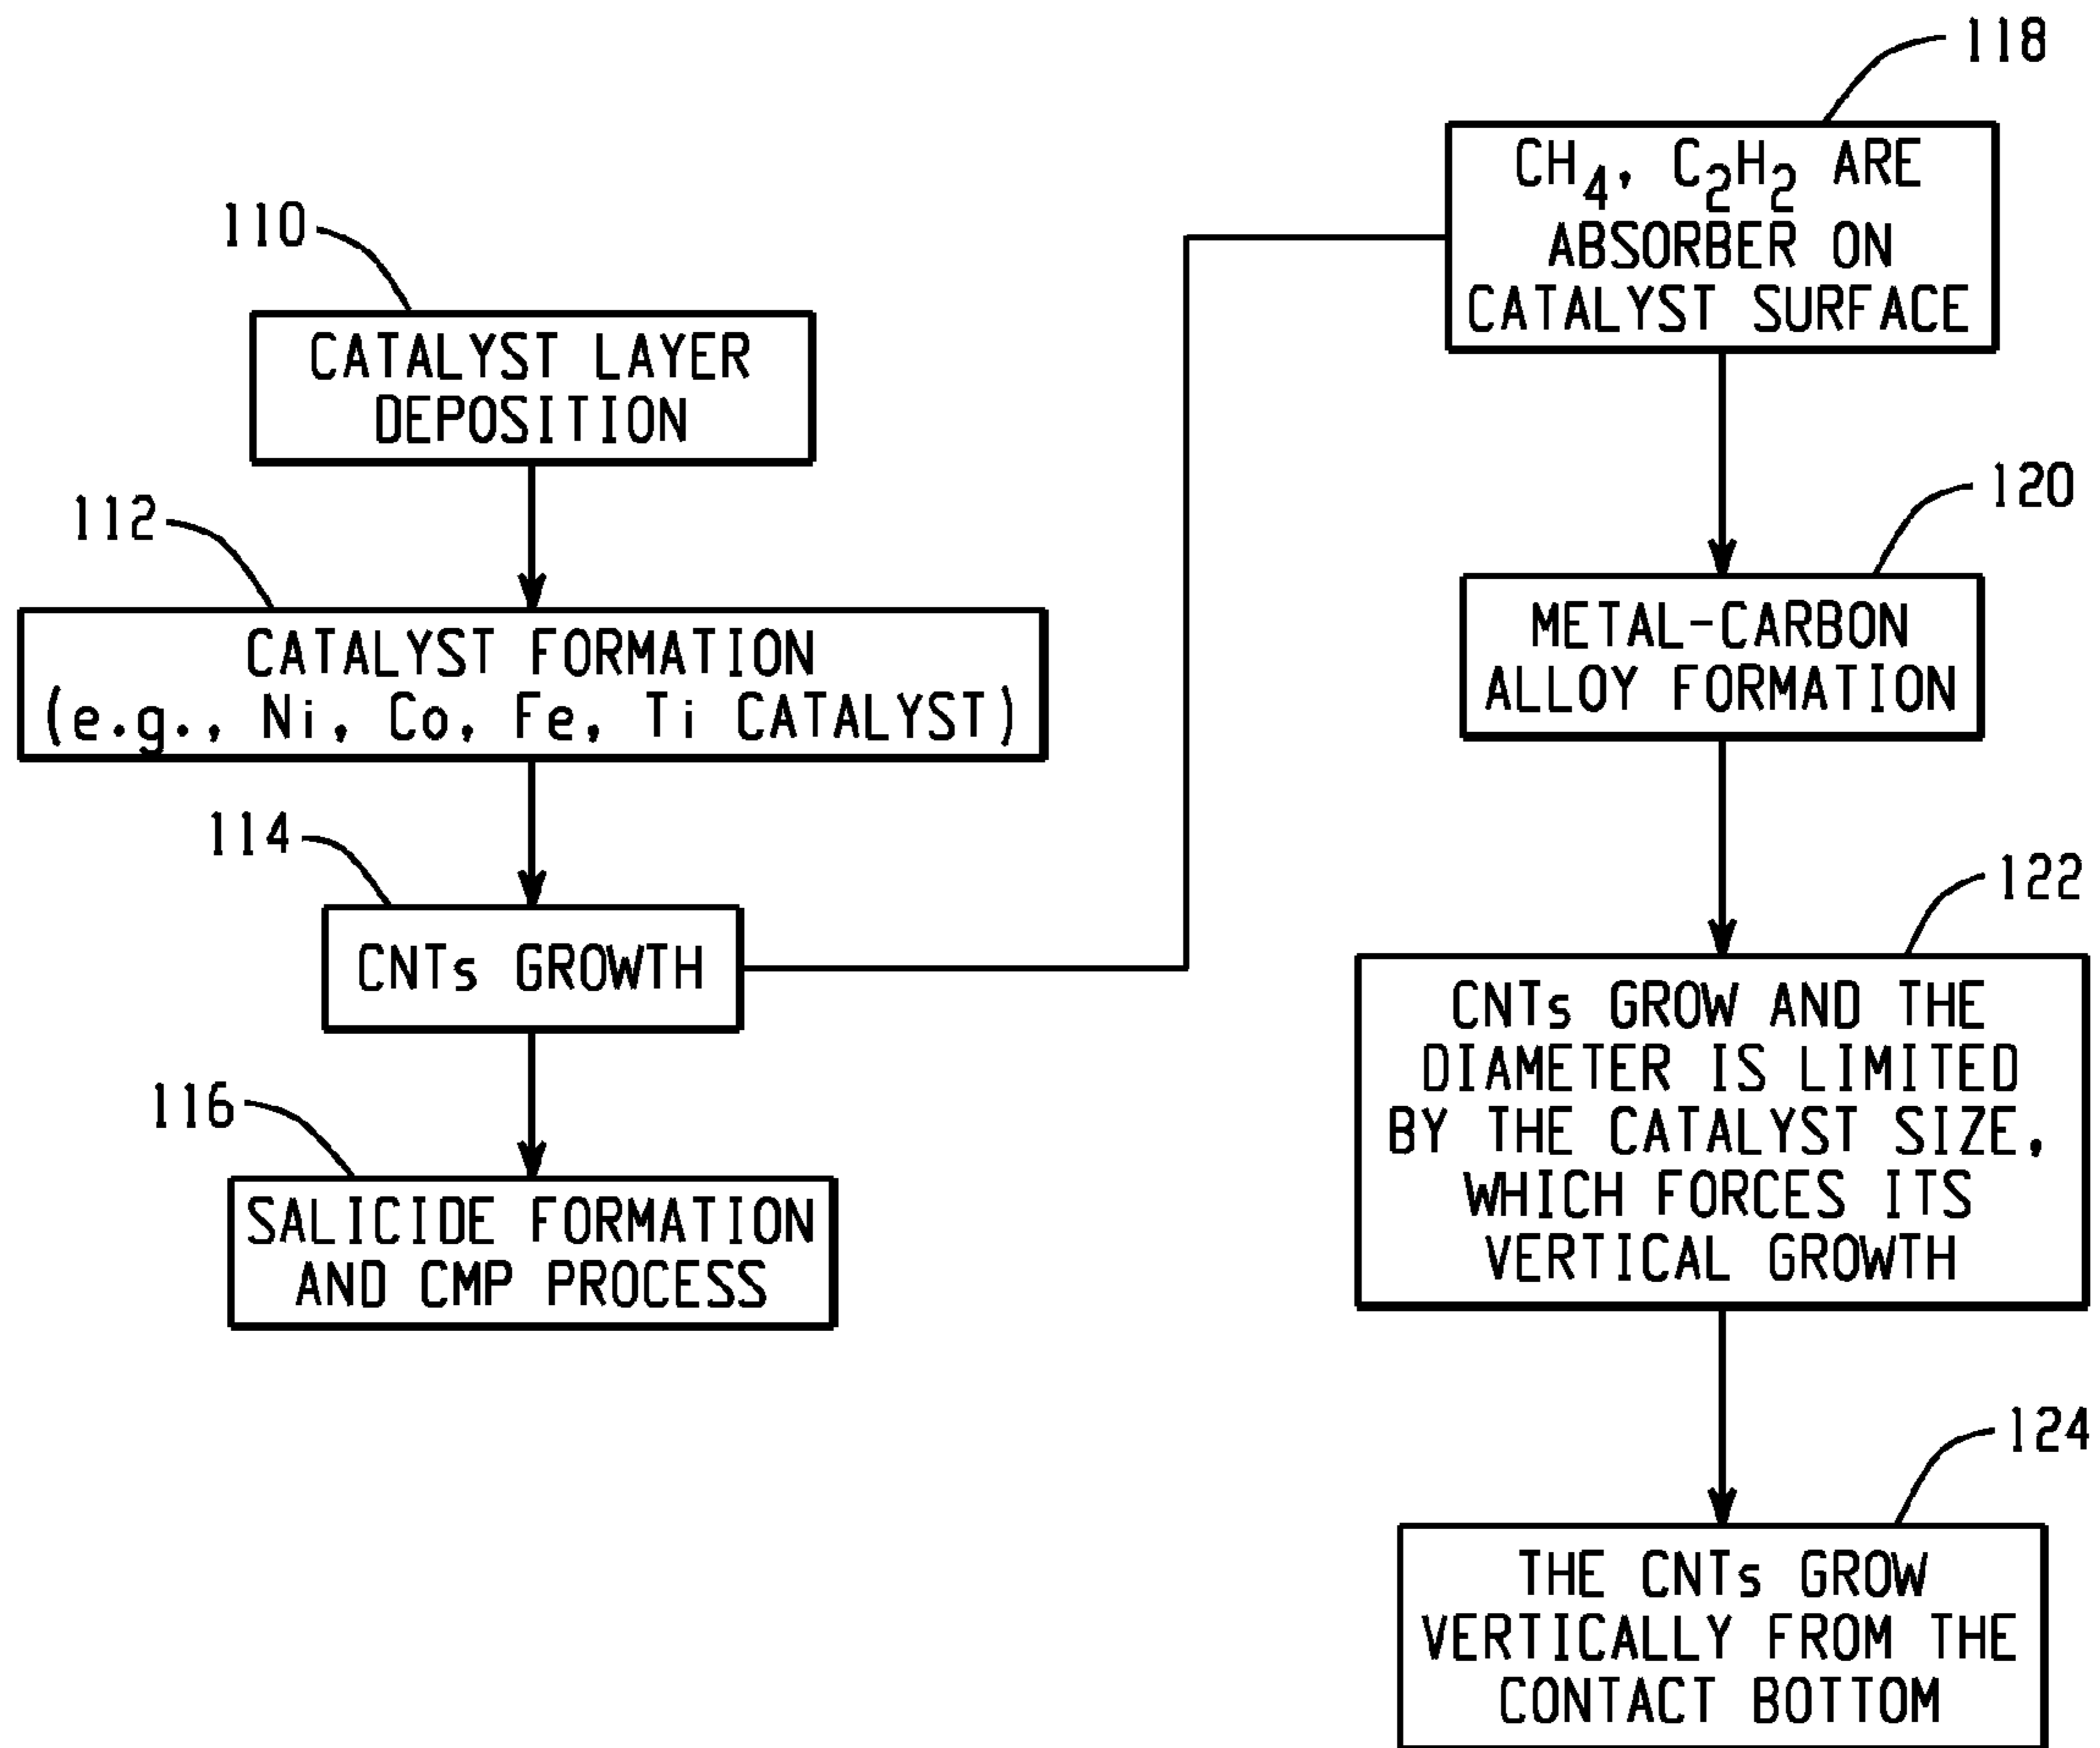 110
CATALYST LAYER
DEPOSITION
112
CATALYST FORMATION
(e.g., Ni, Co, Fe, Ti CATALYST)
114
CNTs GROWTH
116
SALICIDE FORMATION
AND CMP PROCESS
118
CH4, C2H2 ARE
ABSORBER ON
CATALYST SURFACE
120
METAL-CARBON
ALLOY FORMATION
122
CNTs GROW AND THE
DIAMETER IS LIMITED
BY THE CATALYST SIZE,
WHICH FORCES ITS
VERTICAL GROWTH
124
THE CNTs GROW
VERTICALLY FROM THE
CONTACT BOTTOM